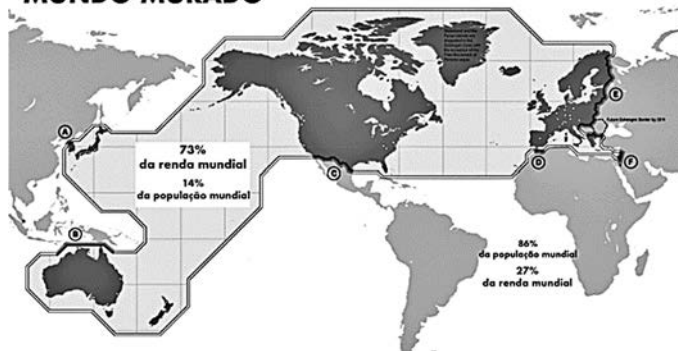 MUNDO MURADO
A
73%
da renda mundial
14%
da população mundial
B
C
D
E
F
86%
da população mundial
27%
da renda mundial